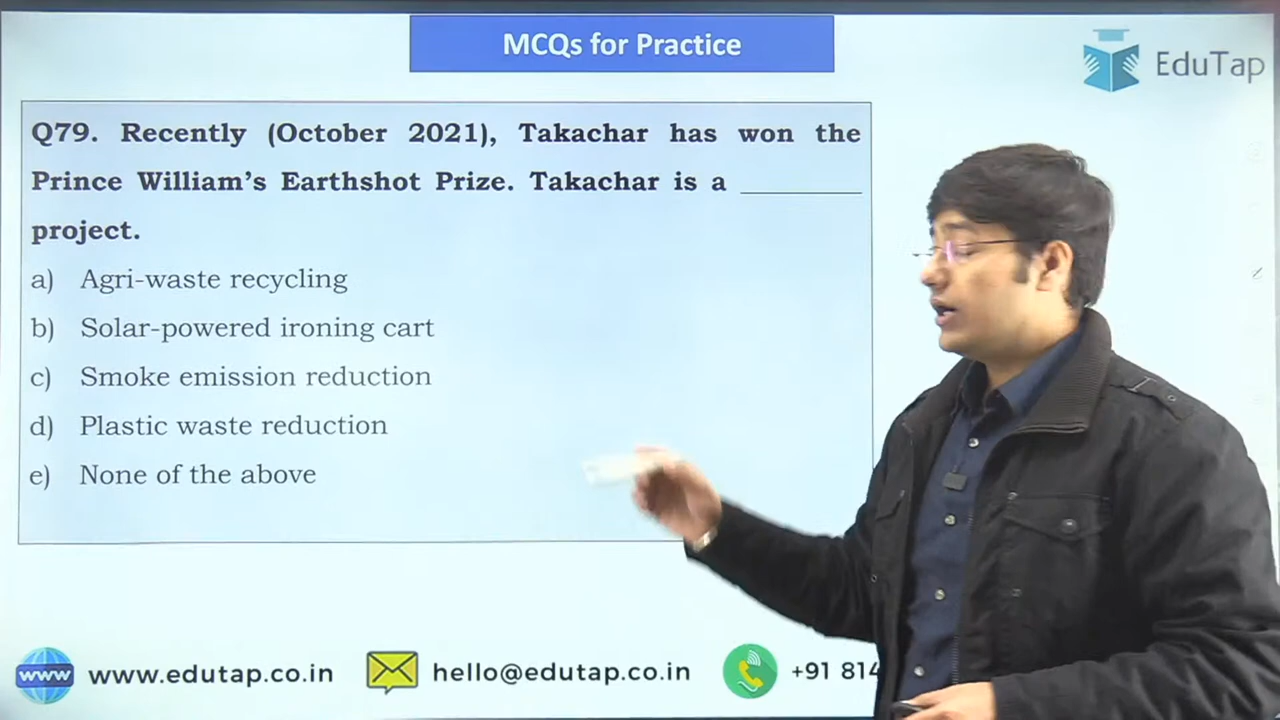 MCQs for Practice
EduTap
Q79. Recently (October 2021), Takachar has won the
Prince William’s Earthshot Prize. Takachar is a ________
project.
a) Agri-waste recycling
b) Solar-powered ironing cart
c) Smoke emission reduction
d) Plastic waste reduction
e) None of the above
www
www.edutap.co.in
hello@edutap.co.in
+91 814